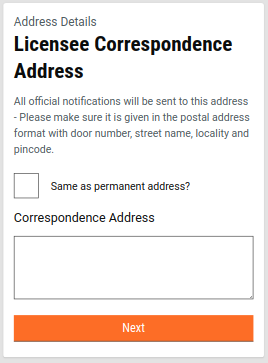 Address Details
Licensee Correspondence
Address
All official notifications will be sent to this address
- Please make sure it is given in the postal address
format with door number, street name, locality and
pincode.
Same as permanent address?
Correspondence Address
Next